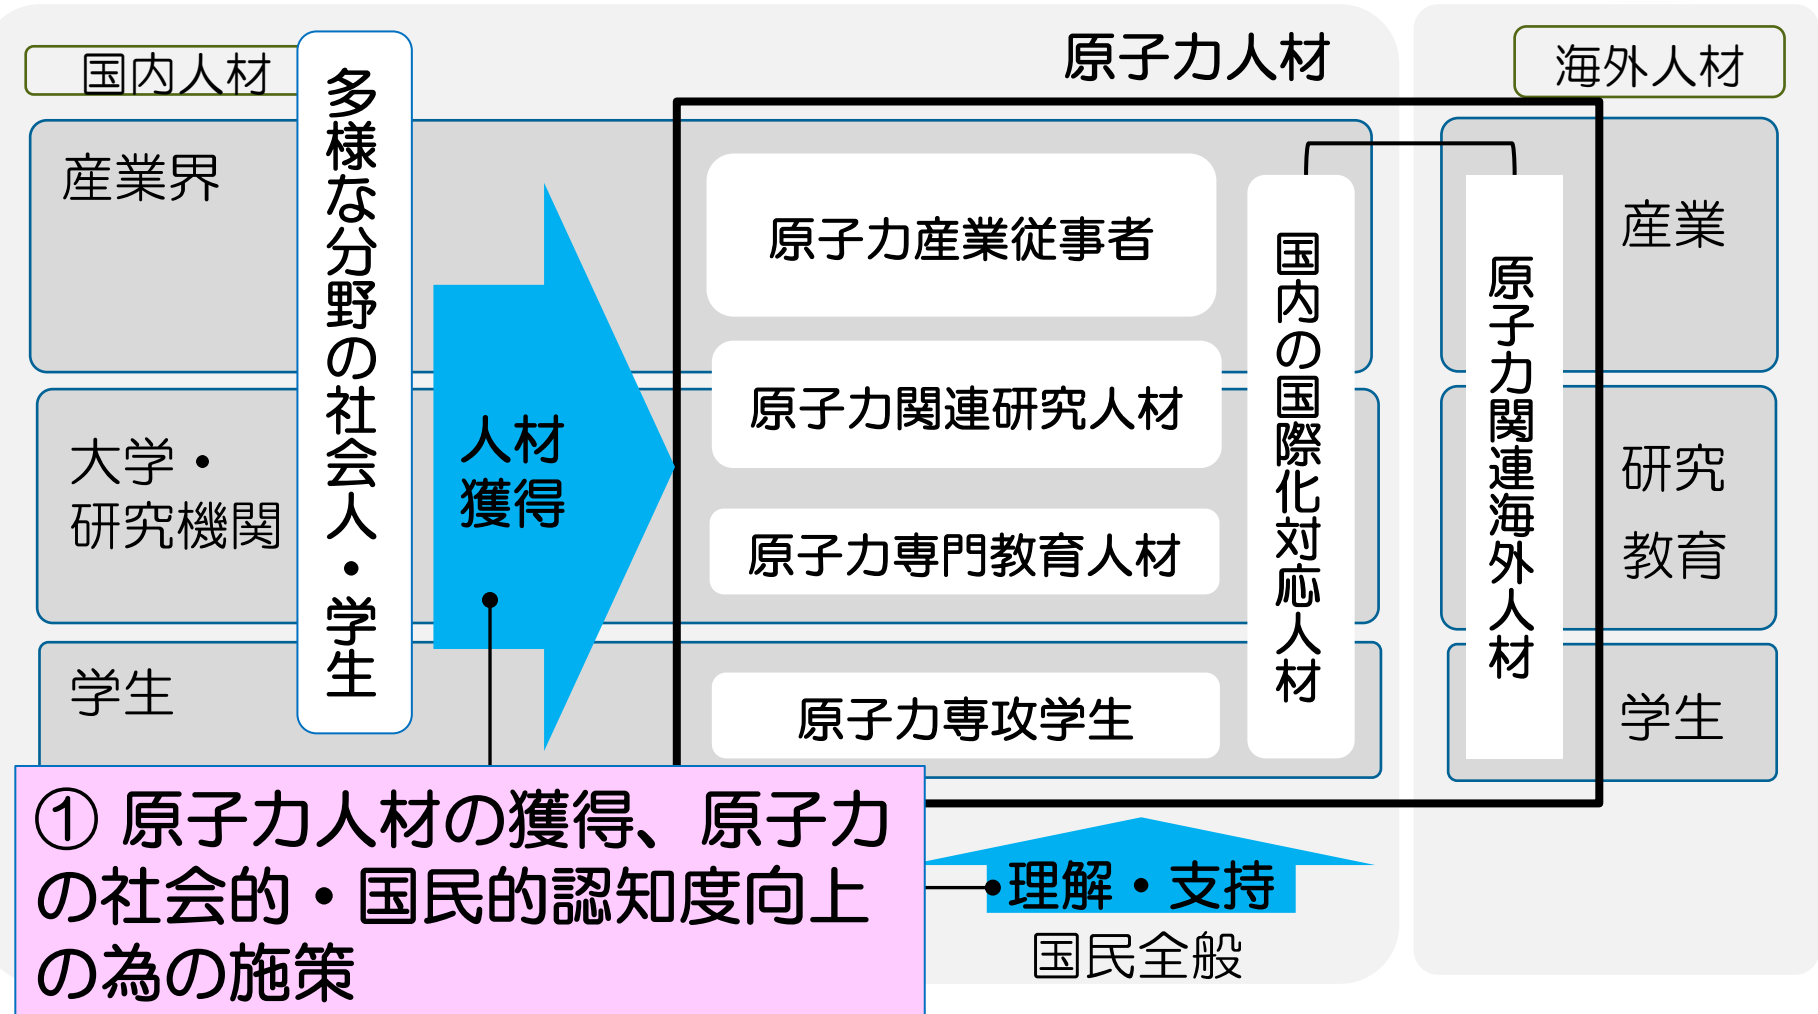 国内人材
原子力人材
海外人材
産業界
大学・
研究機関
学生
多様な分野の社会人・学生
人材
獲得
原子力産業従事者
原子力関連研究人材
原子力専門教育人材
原子力専攻学生
国内の国際化対応人材
原子力関連海外人材
産業
研究
教育
学生
① 原子力人材の獲得、原子力
の社会的・国民的認知度向上
の為の施策
理解・支持
国民全般